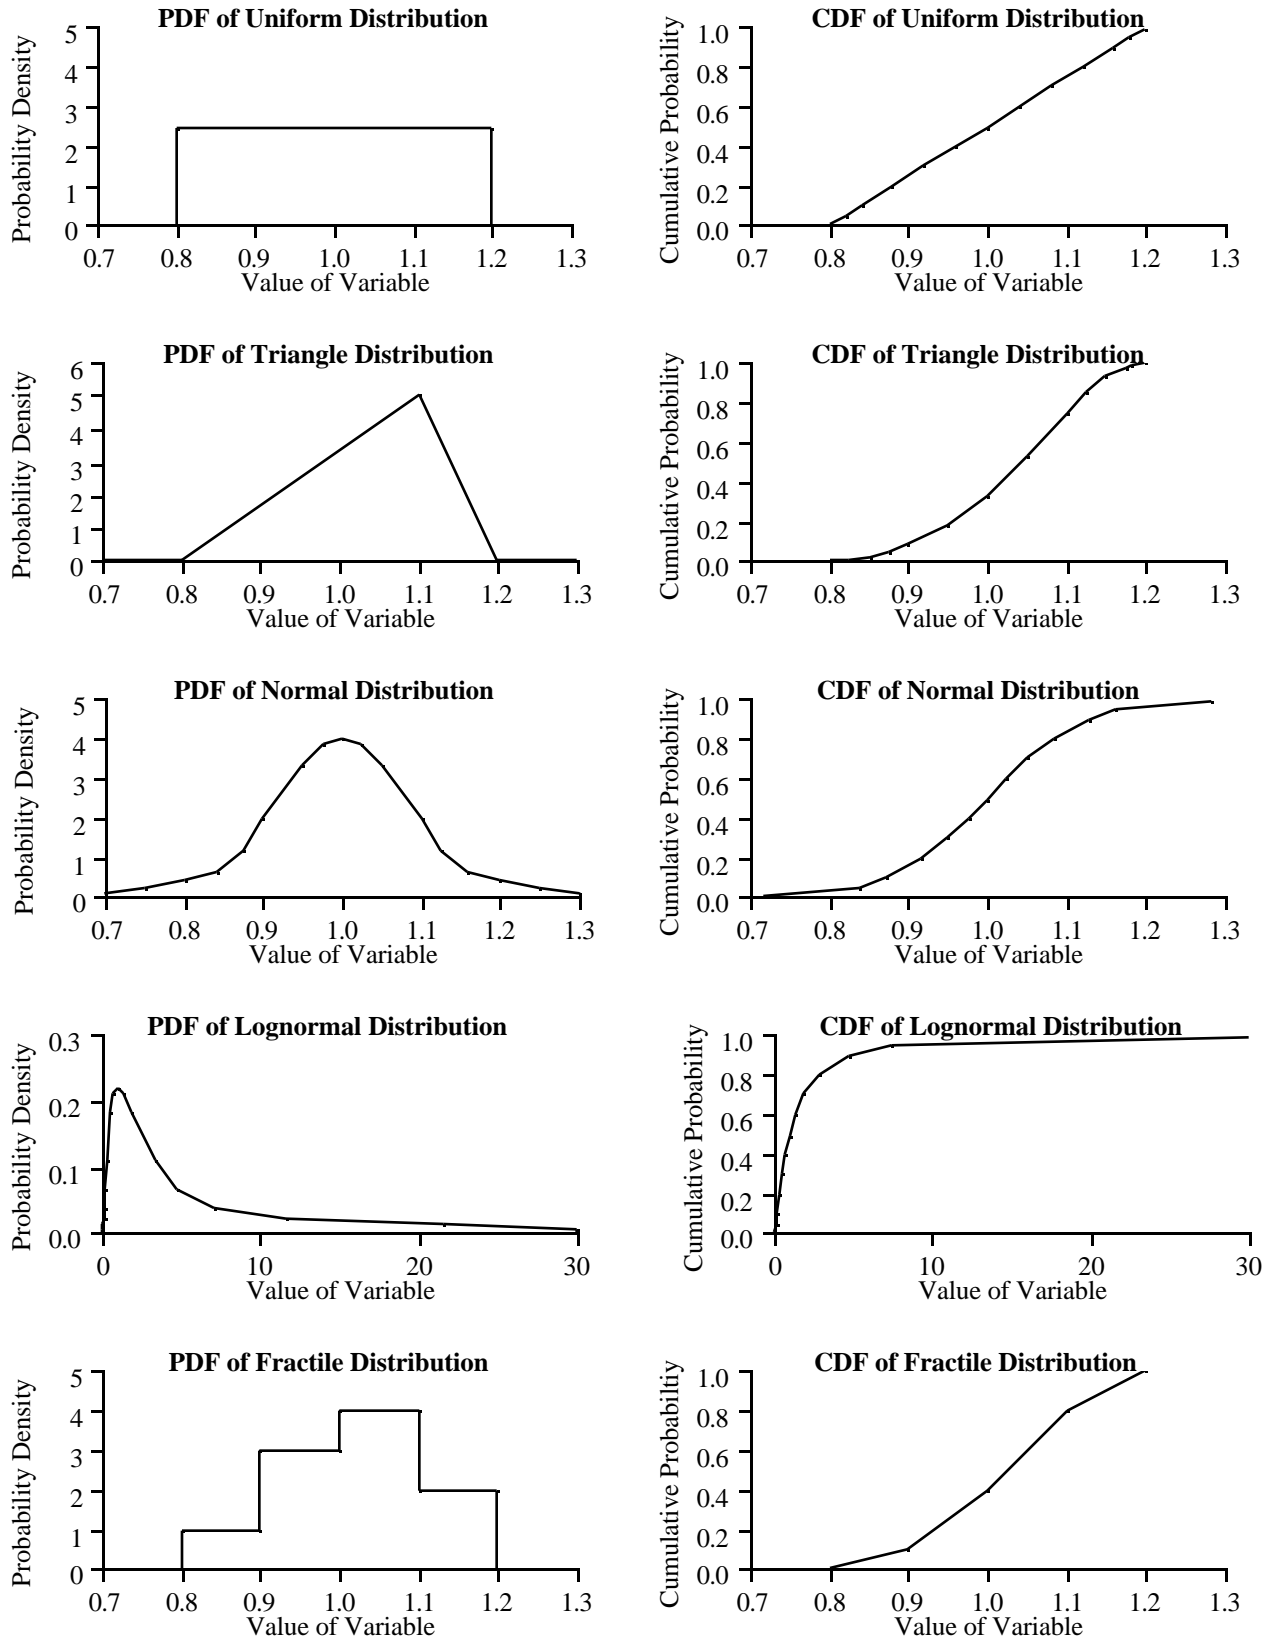 PDF of Uniform Distribution
Probability Density
5
4
3
2
1
0
0.7 0.8 0.9 1.0 1.1 1.2 1.3
Value of Variable
CDF of Uniform Distribution
Cumulative Probability
1.0
0.8
0.6
0.4
0.2
0.0
0.7 0.8 0.9 1.0 1.1 1.2 1.3
Value of Variable
PDF of Triangle Distribution
Probability Density
6
5
4
3
2
1
0
0.7 0.8 0.9 1.0 1.1 1.2 1.3
Value of Variable
CDF of Triangle Distribution
Cumulative Probability
1.0
0.8
0.6
0.4
0.2
0.0
0.7 0.8 0.9 1.0 1.1 1.2 1.3
Value of Variable
PDF of Normal Distribution
Probability Density
5
4
3
2
1
0
0.7 0.8 0.9 1.0 1.1 1.2 1.3
Value of Variable
CDF of Normal Distribution
Cumulative Probability
1.0
0.8
0.6
0.4
0.2
0.0
0.7 0.8 0.9 1.0 1.1 1.2 1.3
Value of Variable
PDF of Lognormal Distribution
Probability Density
0.3
0.2
0.1
0.0
0 10 20 30
Value of Variable
CDF of Lognormal Distribution
Cumulative Probability
1.0
0.8
0.6
0.4
0.2
0.0
0 10 20 30
Value of Variable
PDF of Fractile Distribution
Probability Density
5
4
3
2
1
0
0.7 0.8 0.9 1.0 1.1 1.2 1.3
Value of Variable
CDF of Fractile Distribution
Cumulative Probabiltiy
1.0
0.8
0.6
0.4
0.2
0.0
0.7 0.8 0.9 1.0 1.1 1.2 1.3
Value of Variable